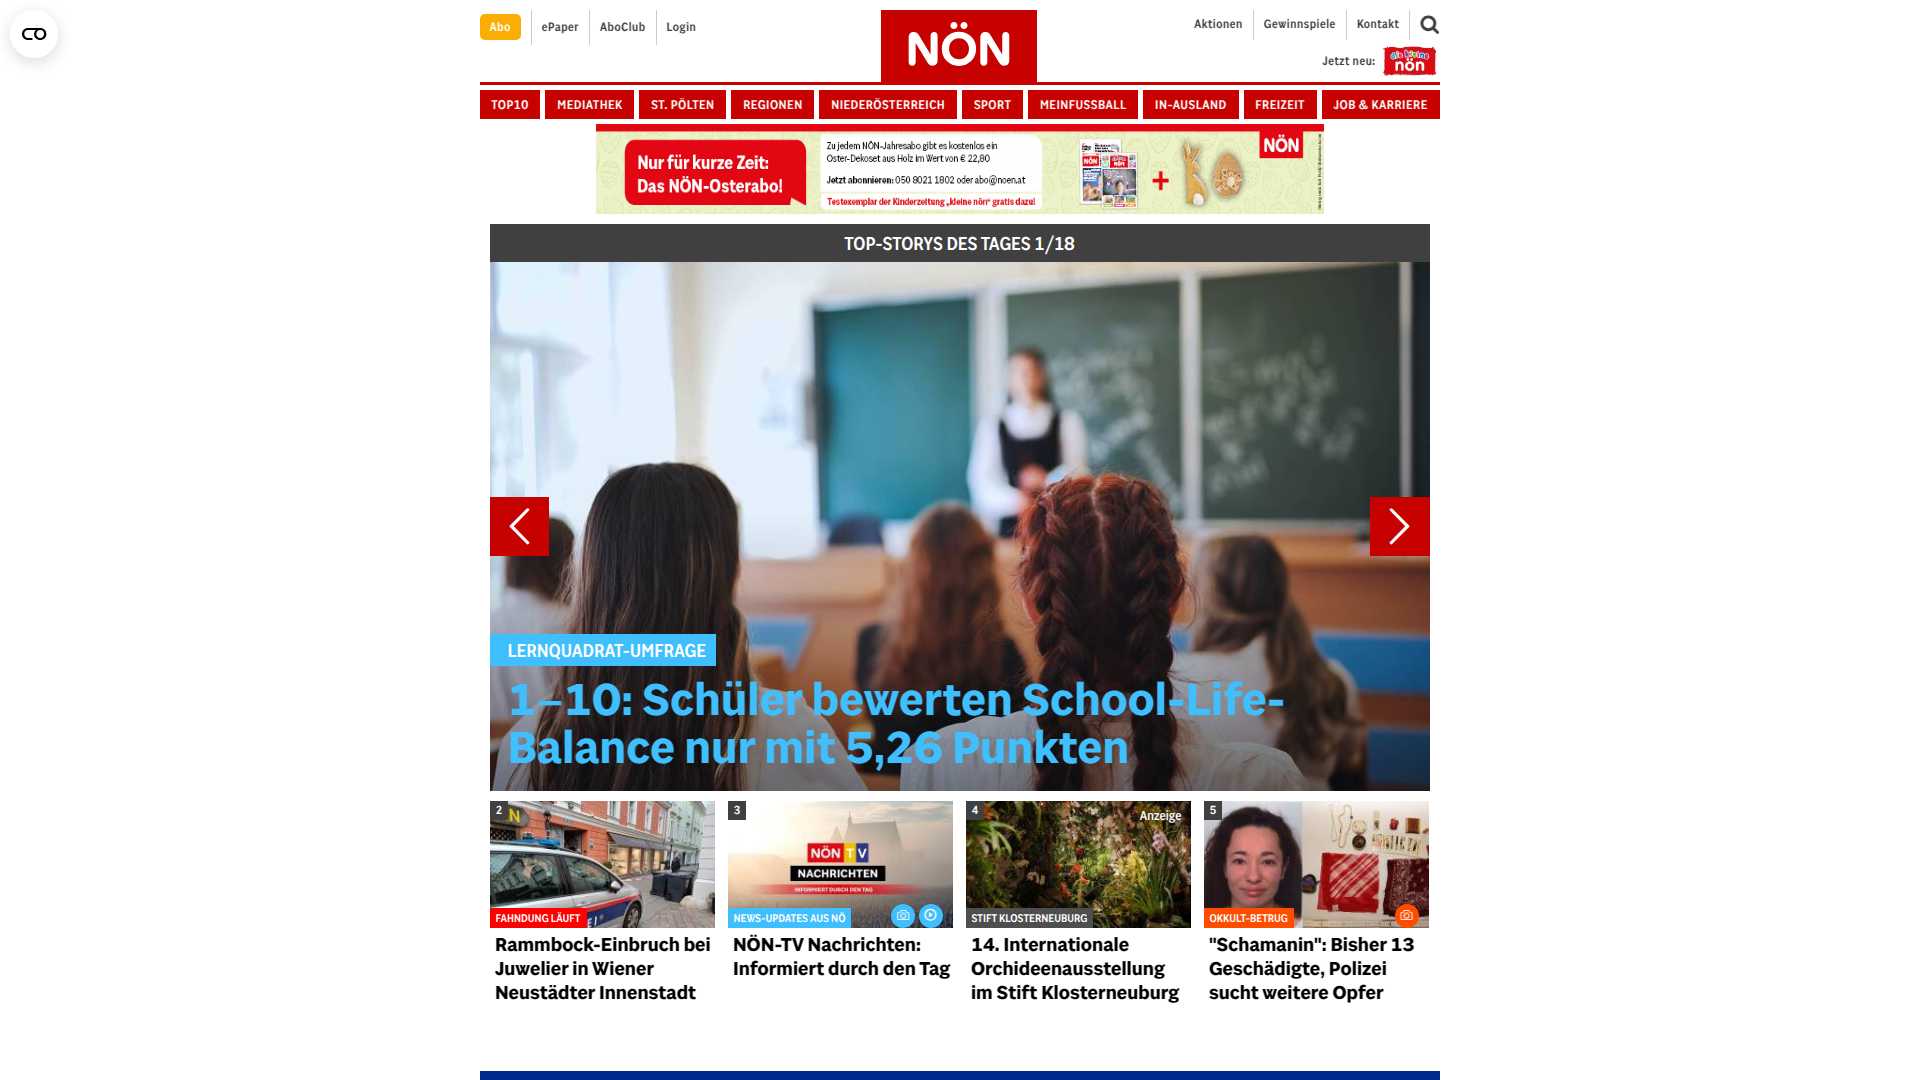 Abo
ePaper
AboClub
Login
NÖN
Aktionen
Gewinnspiele
Kontakt
Jetzt neu:
die kleine
nön
TOP10
MEDIATHEK
ST. PÖLTEN
REGIONEN
NIEDERÖSTERREICH
SPORT
MEINFUSSBALL
IN-AUSLAND
FREIZEIT
JOB & KARRIERE
Nur für kurze Zeit:
Das NÖN-Osterabo!
Zu jedem NÖN-Jahresabo gibt es kostenlos ein
Oster-Dekoset aus Holz im Wert von € 22,80
Jetzt abonnieren: 050 8021 1802 oder abo@noen.at
Testexemplar der Kinderzeitung „kleine nön“ gratis dazu!
+
NÖN
TOP-STORYS DES TAGES 1/18
LERNQUADRAT-UMFRAGE
1–10: Schüler bewerten School-Life-
Balance nur mit 5,26 Punkten
2
N
FAHNDUNG LÄUFT
Rammbock-Einbruch bei
Juwelier in Wiener
Neustädter Innenstadt
3
NÖN TV
NACHRICHTEN
INFORMIERT DURCH DEN TAG
NEWS-UPDATES AUS NÖ
NÖN-TV Nachrichten:
Informiert durch den Tag
4
Anzeige
STIFT KLOSTERNEUBURG
14. Internationale
Orchideenausstellung
im Stift Klosterneuburg
5
OKKULT-BETRUG
"Schamanin": Bisher 13
Geschädigte, Polizei
sucht weitere Opfer